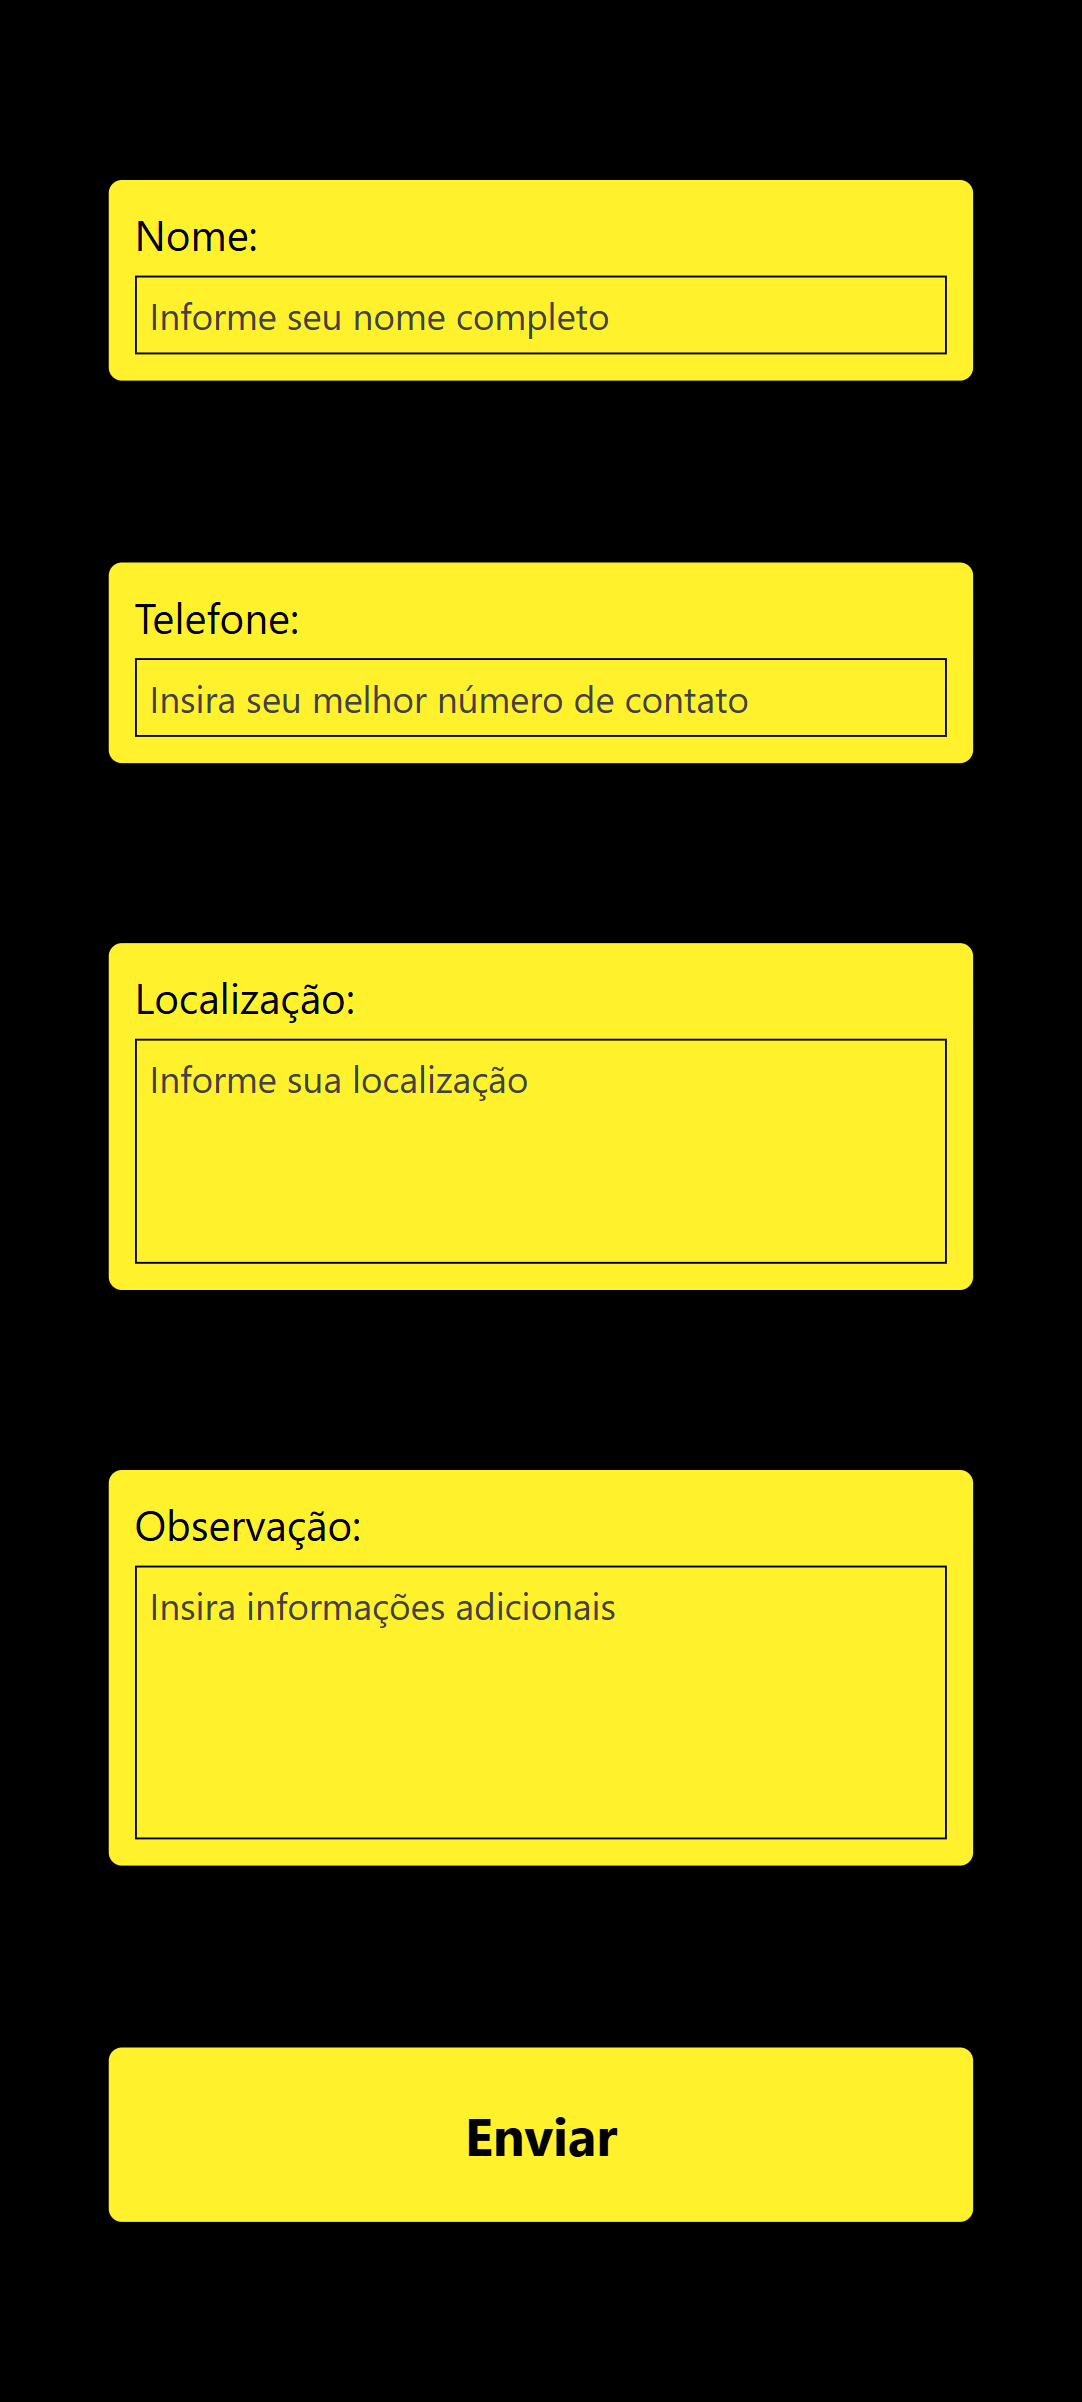 Nome:
Informe seu nome completo
Telefone:
Insira seu melhor número de contato
Localização:
Informe sua localização
Observação:
Insira informações adicionais
Enviar